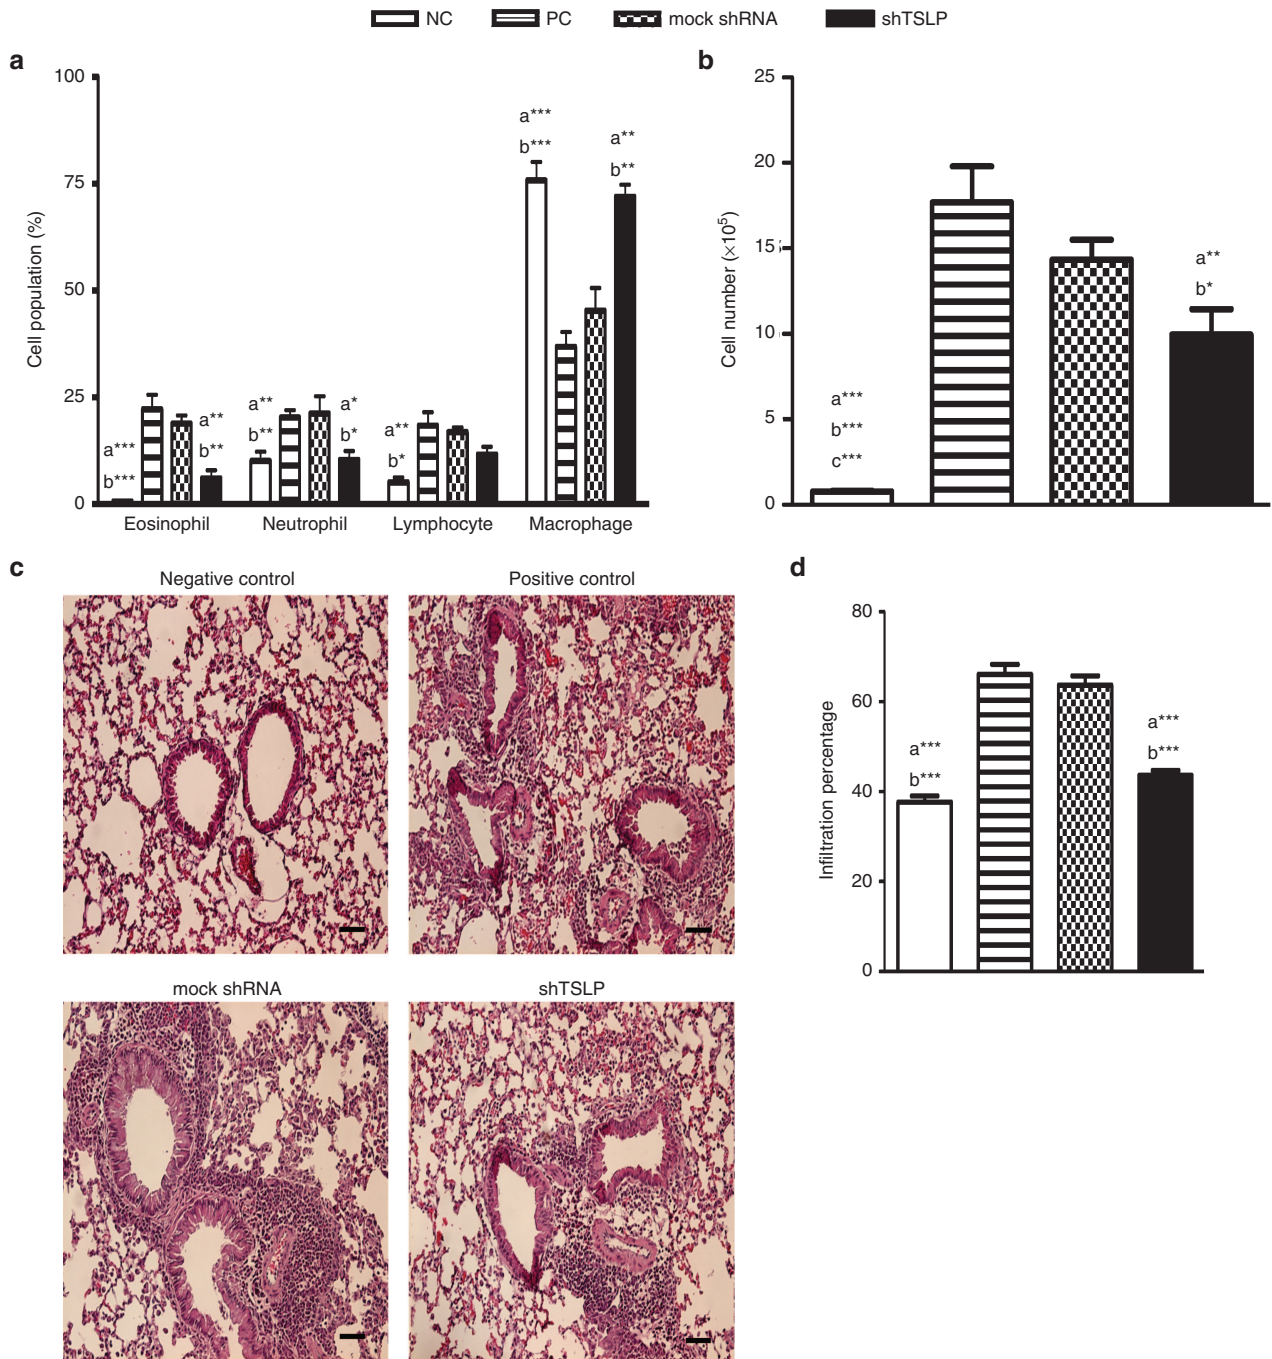 NC PC mock shRNA shTSLP
a
Cell population (%)
100
75
50
25
0
a***
b***
a**
b**
a**
b**
a*
b*
a**
b*
a***
b***
a**
b**
Eosinophil Neutrophil Lymphocyte Macrophage
b
Cell number (×10⁵)
25
20
15
10
5
0
a***
b***
c***
a**
b*
c
Negative control
Positive control
mock shRNA
shTSLP
d
Infiltration percentage
80
60
40
20
0
a***
b***
a***
b***